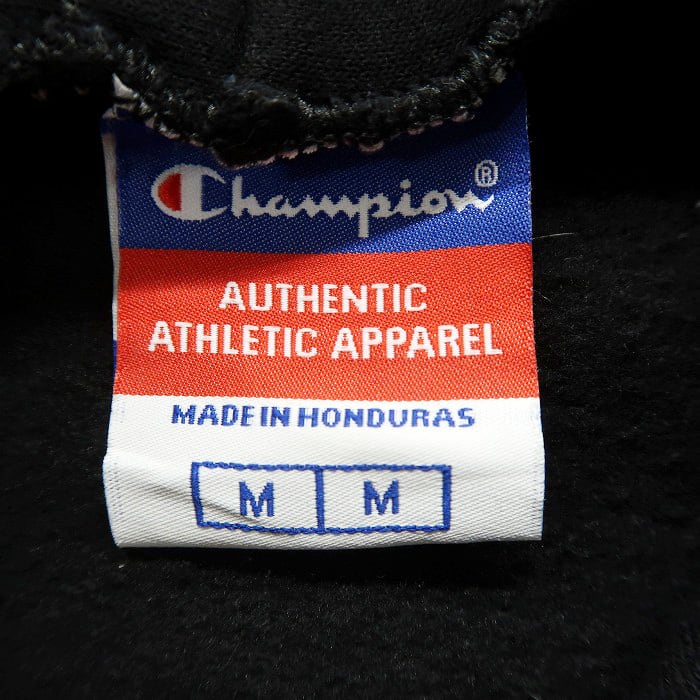 Champion®
AUTHENTIC
ATHLETIC APPAREL
MADE IN HONDURAS
M M